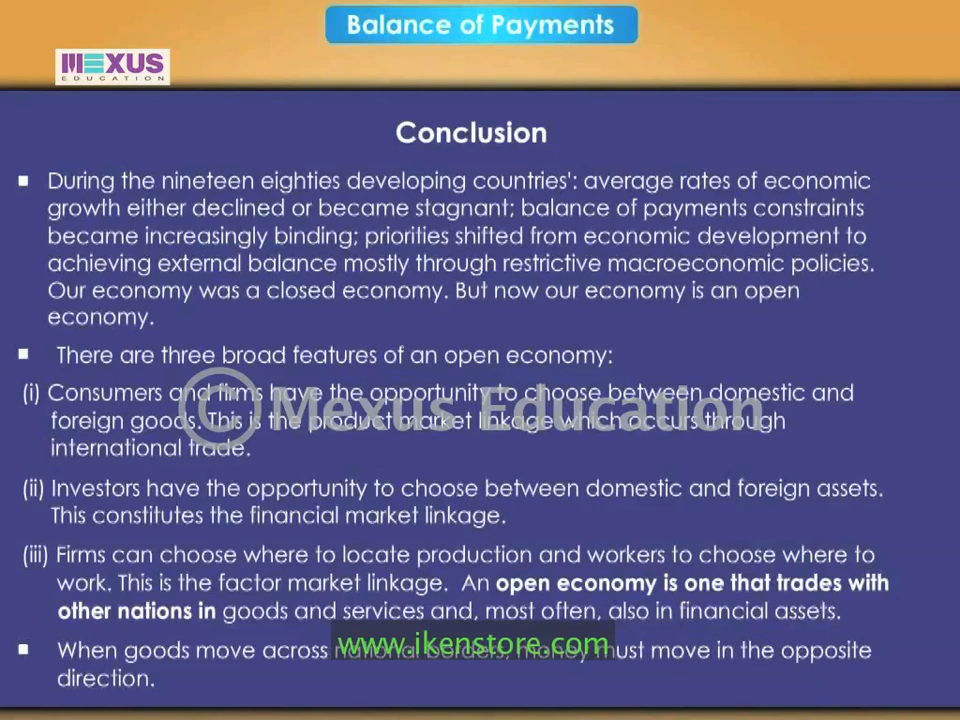 Balance of Payments
MEXUS
EDUCATION
Conclusion
▪ During the nineteen eighties developing countries': average rates of economic
growth either declined or became stagnant; balance of payments constraints
became increasingly binding; priorities shifted from economic development to
achieving external balance mostly through restrictive macroeconomic policies.
Our economy was a closed economy. But now our economy is an open
economy.
▪ There are three broad features of an open economy:
(i) Consumers and firms have the opportunity to choose between domestic and
foreign goods. This is the product market linkage which occurs through
international trade.
© Mexus Education
(ii) Investors have the opportunity to choose between domestic and foreign assets.
This constitutes the financial market linkage.
(iii) Firms can choose where to locate production and workers to choose where to
work. This is the factor market linkage. An open economy is one that trades with
other nations in goods and services and, most often, also in financial assets.
▪ When goods move across national borders, money must move in the opposite
direction.
www.ikenstore.com